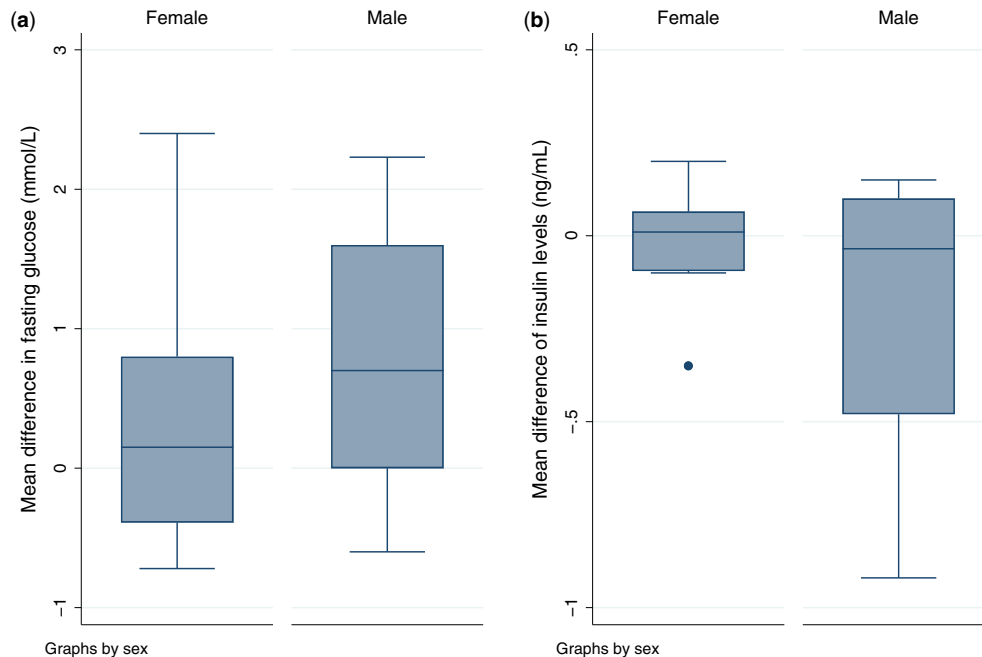 (a)
Female
Male
Mean difference in fasting glucose (mmol/L)
3
2
1
0
−1
Graphs by sex
(b)
Female
Male
Mean difference of insulin levels (ng/mL)
.5
0
−.5
−1
Graphs by sex